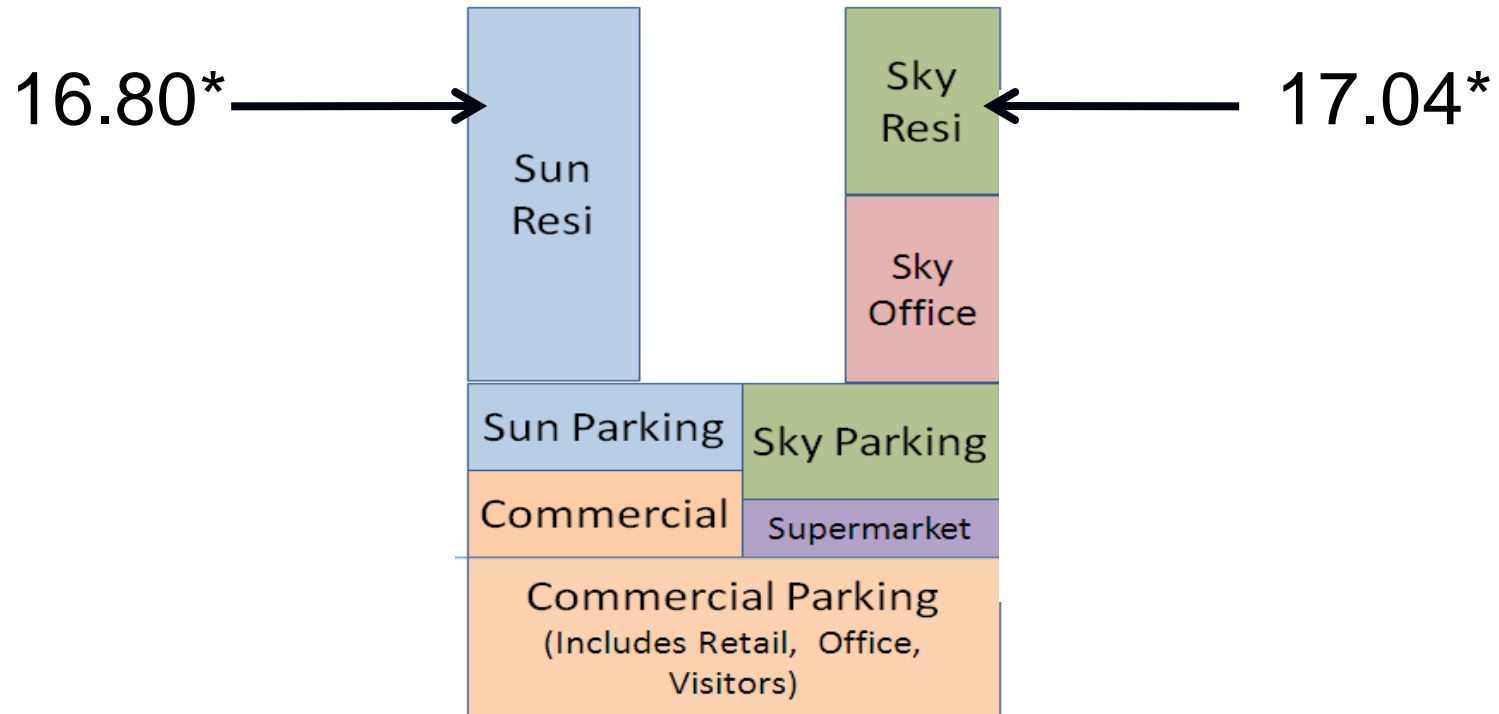 16.80*
Sun
Resi
Sky
Resi
17.04*
Sky
Office
Sun Parking
Sky Parking
Commercial
Supermarket
Commercial Parking
(Includes Retail, Office,
Visitors)